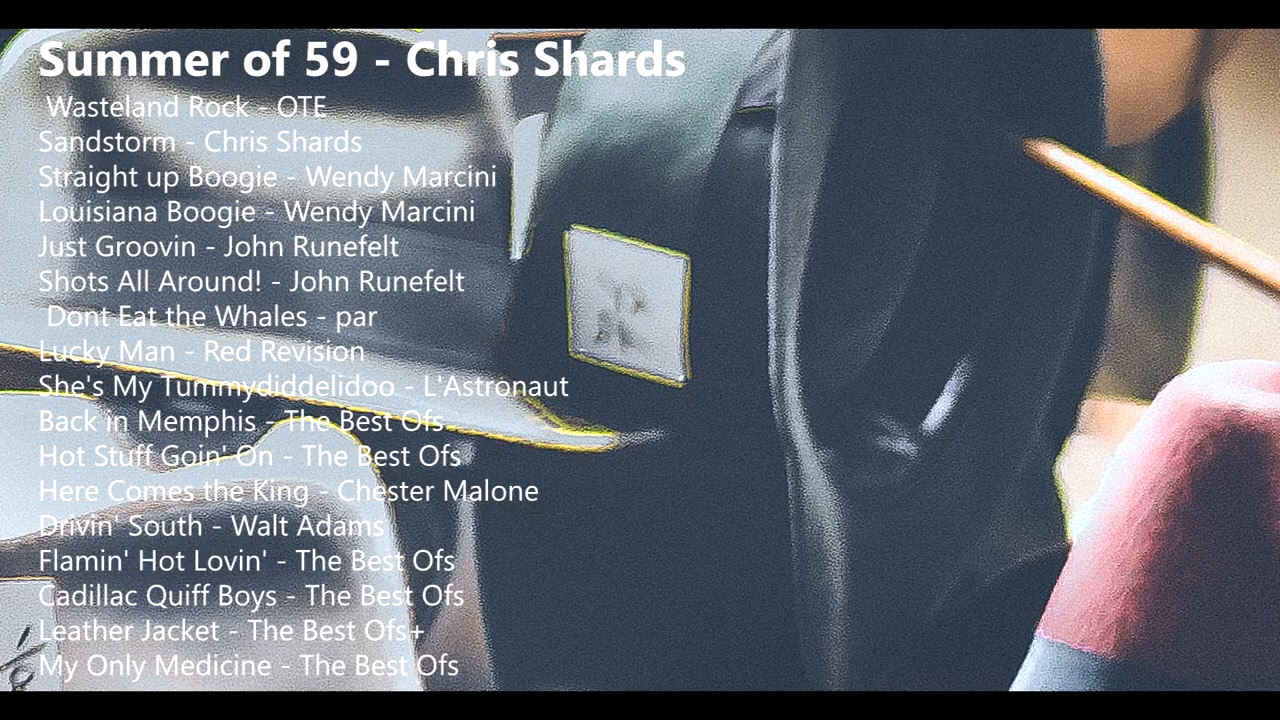 Summer of 59 - Chris Shards
Wasteland Rock - OTE
Sandstorm - Chris Shards
Straight up Boogie - Wendy Marcini
Louisiana Boogie - Wendy Marcini
Just Groovin - John Runefelt
Shots All Around! - John Runefelt
Dont Eat the Whales - par
Lucky Man - Red Revision
She's My Tummydiddelidoo - L'Astronaut
Back in Memphis - The Best Ofs
Hot Stuff Goin' On - The Best Ofs
Here Comes the King - Chester Malone
Drivin' South - Walt Adams
Flamin' Hot Lovin' - The Best Ofs
Cadillac Quiff Boys - The Best Ofs
Leather Jacket - The Best Ofs+
My Only Medicine - The Best Ofs